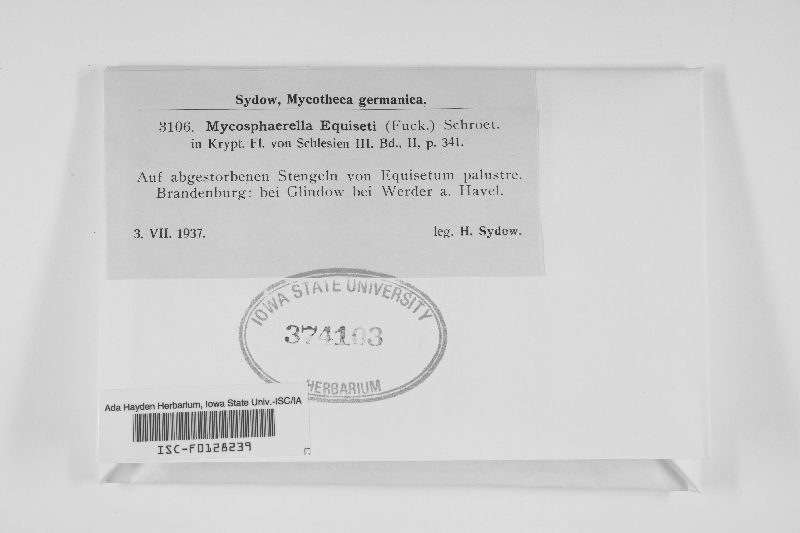 Sydow, Mycotheca germanica.
3106. Mycosphaerella Equiseti (Fuck.) Schroet.
in Krypt. Fl. von Schlesien III. Bd., II, p. 341.
Auf abgestorbenen Stengeln von Equisetum palustre.
Brandenburg: bei Glindow bei Werder a. Havel.
3. VII. 1937. leg. H. Sydow.
IOWA STATE UNIVERSITY
374103
HERBARIUM
Ada Hayden Herbarium, Iowa State Univ.-ISC/IA
ISC-F0128239